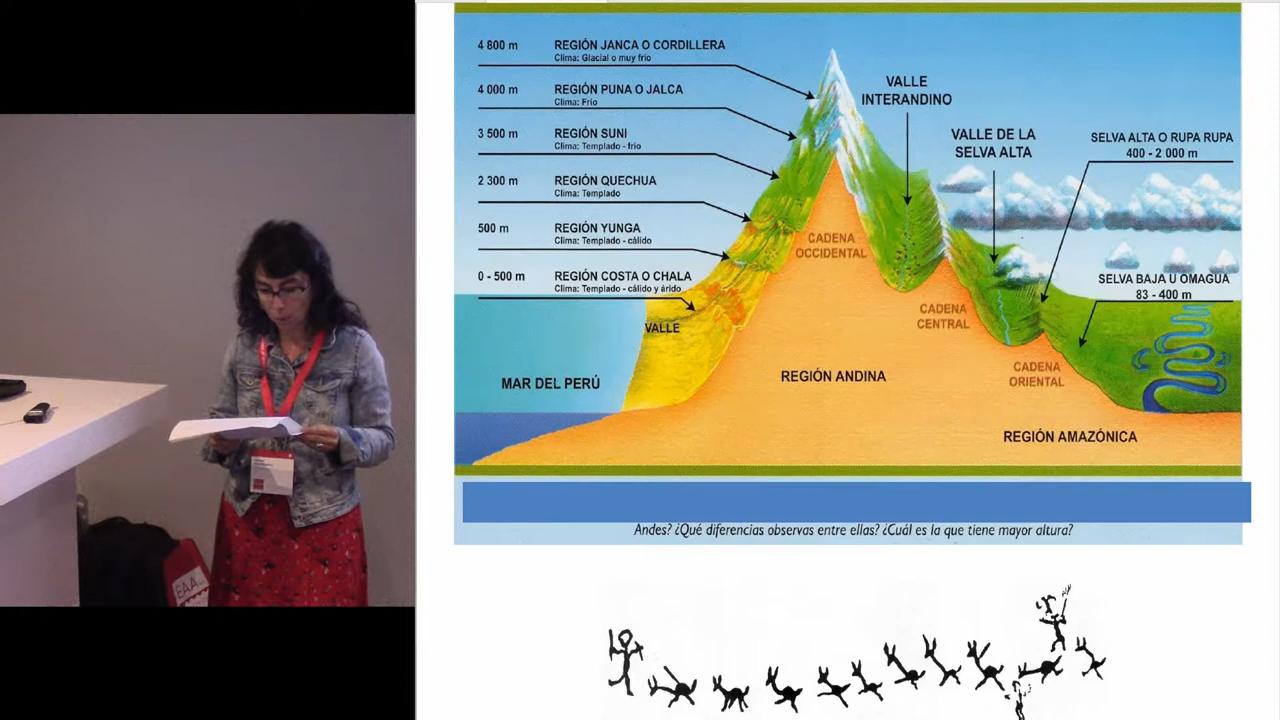 4 800 m REGIÓN JANCA O CORDILLERA
Clima: Glacial o muy frío
4 000 m REGIÓN PUNA O JALCA
Clima: Frío
3 500 m REGIÓN SUNI
Clima: Templado - frío
2 300 m REGIÓN QUECHUA
Clima: Templado
500 m REGIÓN YUNGA
Clima: Templado - cálido
0 - 500 m REGIÓN COSTA O CHALA
Clima: Templado - cálido y árido
VALLE
INTERANDINO
VALLE DE LA
SELVA ALTA
SELVA ALTA O RUPA RUPA
400 - 2 000 m
SELVA BAJA U OMAGUA
83 - 400 m
CADENA
OCCIDENTAL
CADENA
CENTRAL
CADENA
ORIENTAL
VALLE
MAR DEL PERÚ
REGIÓN ANDINA
REGIÓN AMAZÓNICA
Andes? ¿Qué diferencias observas entre ellas? ¿Cuál es la que tiene mayor altura?
EAA